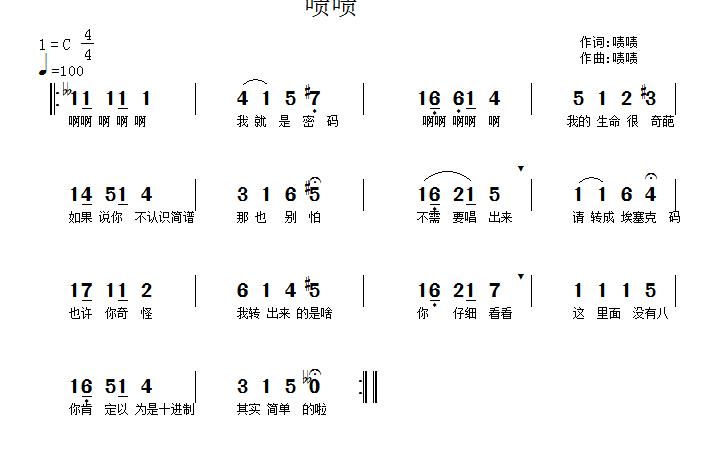 啧啧
1=C 4/4
♩=100
作词:啧啧
作曲:啧啧
♭♭11 11 1 | 4 1 5 #7 | 16 61 4 | 5 1 2 #3
啊啊 啊 啊 啊 我 就 是 密 码 啊啊 啊啊 啊 我的 生命 很 奇葩
14 51 4 | 3 1 6 #5 | 16 21 5 | 1 1 6 4
如果 说你 不认识简谱 那 也 别 怕 不需 要唱 出来 请 转成 埃塞克 码
17 11 2 | 6 1 4 #5 | 16 21 7 | 1 1 1 5
也许 你奇 怪 我转 出来 的是啥 你 仔细 看看 这 里面 没有八
16 51 4 | 3 1 5 ♭♭0
你肯 定以 为是十进制 其实 简单 的啦